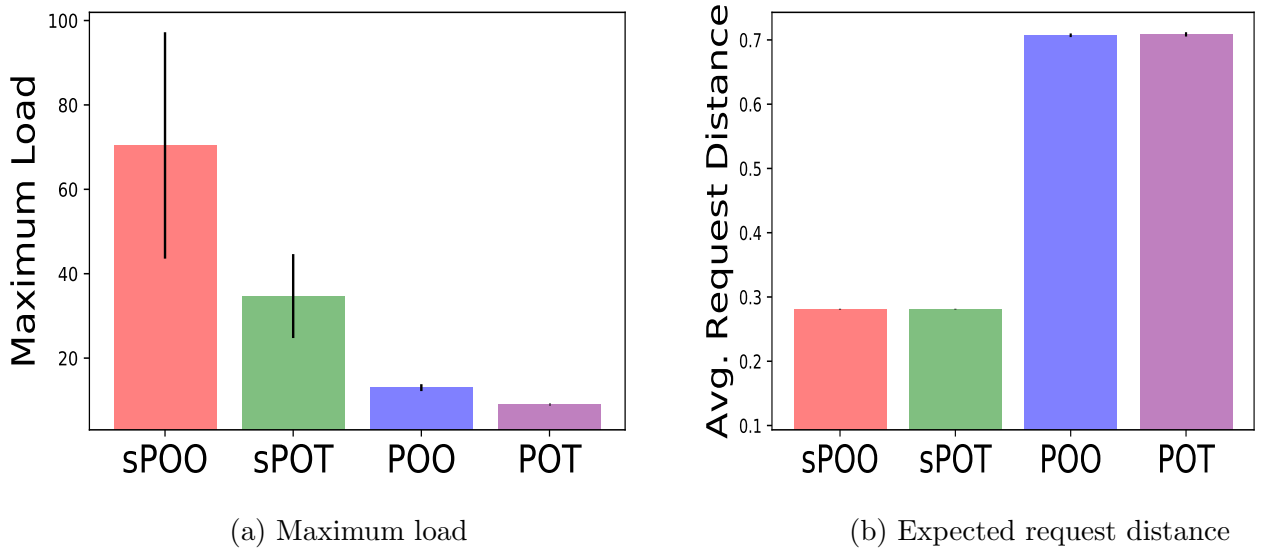 Maximum Load
100
80
60
40
20
sPOO sPOT POO POT
(a) Maximum load
Avg. Request Distance
0.7
0.6
0.5
0.4
0.3
0.2
0.1
sPOO sPOT POO POT
(b) Expected request distance